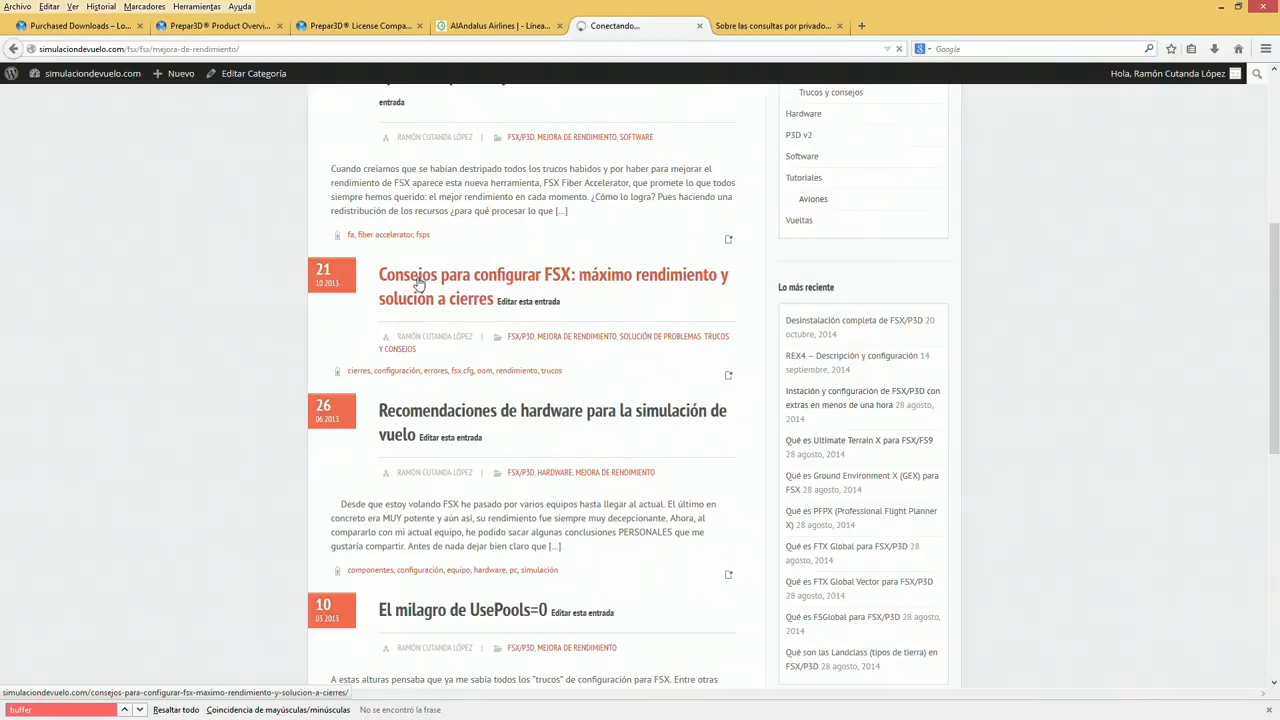 Archivo Editar Ver Historial Marcadores Herramientas Ayuda
Purchased Downloads – Lo...
Prepar3D® Product Overvi...
Prepar3D® License Compa...
AlAndalus Airlines | - Línea...
Conectando...
Sobre las consultas por privado...
simulaciondevuelo.com/fsx/fsx/mejora-de-rendimiento/
Google
simulaciondevuelo.com
Nuevo
Editar Categoría
Hola, Ramón Cutanda López
entrada
RAMÓN CUTANDA LÓPEZ | FSX/P3D, MEJORA DE RENDIMIENTO, SOFTWARE
Cuando creíamos que se habían destripado todos los trucos habidos y por haber para mejorar el
rendimiento de FSX aparece esta nueva herramienta, FSX Fiber Accelerator, que promete lo que todos
siempre hemos querido: el mejor rendimiento en cada momento. ¿Cómo lo logra? Pues haciendo una
redistribución de los recursos ¿para qué procesar lo que […]
fa, fiber accelerator, fsps
21
10 2013
Consejos para configurar FSX: máximo rendimiento y
solución a cierres Editar esta entrada
RAMÓN CUTANDA LÓPEZ | FSX/P3D, MEJORA DE RENDIMIENTO, SOLUCIÓN DE PROBLEMAS, TRUCOS
Y CONSEJOS
cierres, configuración, errores, fsx.cfg, oom, rendimiento, trucos
26
06 2013
Recomendaciones de hardware para la simulación de
vuelo Editar esta entrada
RAMÓN CUTANDA LÓPEZ | FSX/P3D, HARDWARE, MEJORA DE RENDIMIENTO
Desde que estoy volando FSX he pasado por varios equipos hasta llegar al actual. El último en
concreto era MUY potente y aún así, su rendimiento fue siempre muy decepcionante. Ahora, al
compararlo con mi actual equipo, he podido sacar algunas conclusiones PERSONALES que me
gustaría compartir. Antes de nada dejar bien claro que […]
componentes, configuración, equipo, hardware, pc, simulación
10
03 2013
El milagro de UsePools=0 Editar esta entrada
RAMÓN CUTANDA LÓPEZ | FSX/P3D, MEJORA DE RENDIMIENTO
A estas alturas pensaba que ya me sabía todos los "trucos" de configuración para FSX. Entre otras
Trucos y consejos
Hardware
P3D v2
Software
Tutoriales
Aviones
Vueltas
Lo más reciente
Desinstalación completa de FSX/P3D 20
octubre, 2014
REX4 – Descripción y configuración 14
septiembre, 2014
Instación y configuración de FSX/P3D con
extras en menos de una hora 28 agosto,
2014
Qué es Ultimate Terrain X para FSX/FS9
28 agosto, 2014
Qué es Ground Environment X (GEX) para
FSX 28 agosto, 2014
Qué es PFPX (Professional Flight Planner
X) 28 agosto, 2014
Qué es FTX Global para FSX/P3D 28
agosto, 2014
Qué es FTX Global Vector para FSX/P3D
28 agosto, 2014
Qué es FSGlobal para FSX/P3D 28 agosto,
2014
Qué son las Landclass (tipos de tierra) en
FSX/P3D 28 agosto, 2014
simulaciondevuelo.com/consejos-para-configurar-fsx-maximo-rendimiento-y-solucion-a-cierres/
buffer
Resaltar todo
Coincidencia de mayúsculas/minúsculas
No se encontró la frase